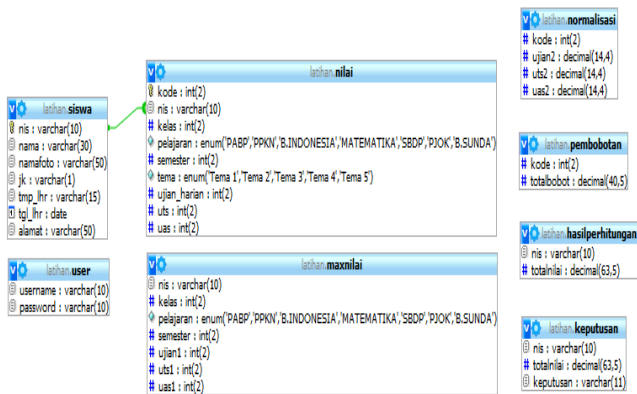 latihan.siswa
nis : varchar(10)
nama : varchar(30)
namafoto : varchar(50)
jk : varchar(1)
tmp_lhr : varchar(15)
tgl_lhr : date
alamat : varchar(50)
latihan.user
username : varchar(10)
password : varchar(10)
latihan.nilai
kode : int(2)
nis : varchar(10)
kelas : int(2)
pelajaran : enum('PABP','PPKN','B.INDONESIA','MATEMATIKA','SBDP','PJOK','B.SUNDA')
semester : int(2)
tema : enum('Tema 1','Tema 2','Tema 3','Tema 4','Tema 5')
ujian_harian : int(2)
uts : int(2)
uas : int(2)
latihan.maxnilai
nis : varchar(10)
kelas : int(2)
pelajaran : enum('PABP','PPKN','B.INDONESIA','MATEMATIKA','SBDP','PJOK','B.SUNDA')
semester : int(2)
ujian1 : int(2)
uts1 : int(2)
uas1 : int(2)
latihan.normalisasi
kode : int(2)
ujian2 : decimal(14,4)
uts2 : decimal(14,4)
uas2 : decimal(14,4)
latihan.pembobotan
kode : int(2)
totalbobot : decimal(40,5)
latihan.hasilperhitungan
nis : varchar(10)
totalnilai : decimal(63,5)
latihan.keputusan
nis : varchar(10)
totalnilai : decimal(63,5)
keputusan : varchar(11)